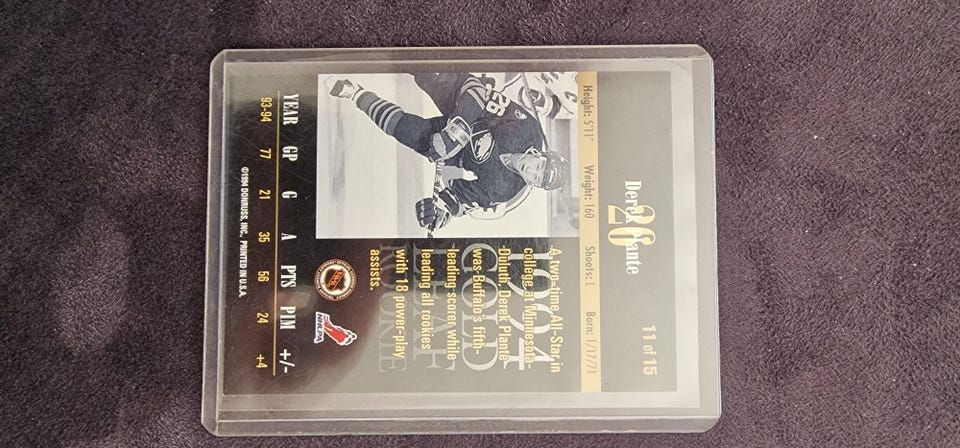 11 of 15
26
Derek Plante
Height: 5'11" Weight: 160 Shoots: L Born: 1/17/71
1994
GOLD
LEAF
ROOKIE
A two-time All-Star in
college at Minnesota-
Duluth, Derek Plante
was Buffalo's fifth-
leading scorer while
leading all rookies
with 18 power-play
assists.
26
NHL
NHLPA
YEAR GP G A PTS PIM +/-
93-94 77 21 35 56 24 +4
©1994 DONRUSS, INC., PRINTED IN U.S.A.